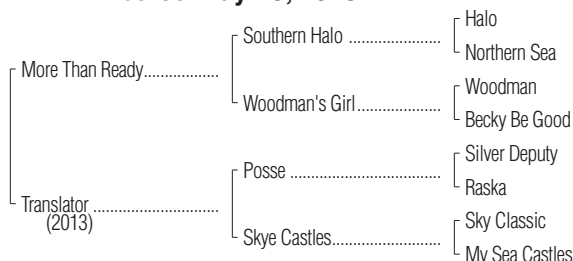 Halo
Southern Halo
Northern Sea
More Than Ready
Woodman
Woodman's Girl
Becky Be Good
Silver Deputy
Posse
Raska
Translator
(2013)
Sky Classic
Skye Castles
My Sea Castles